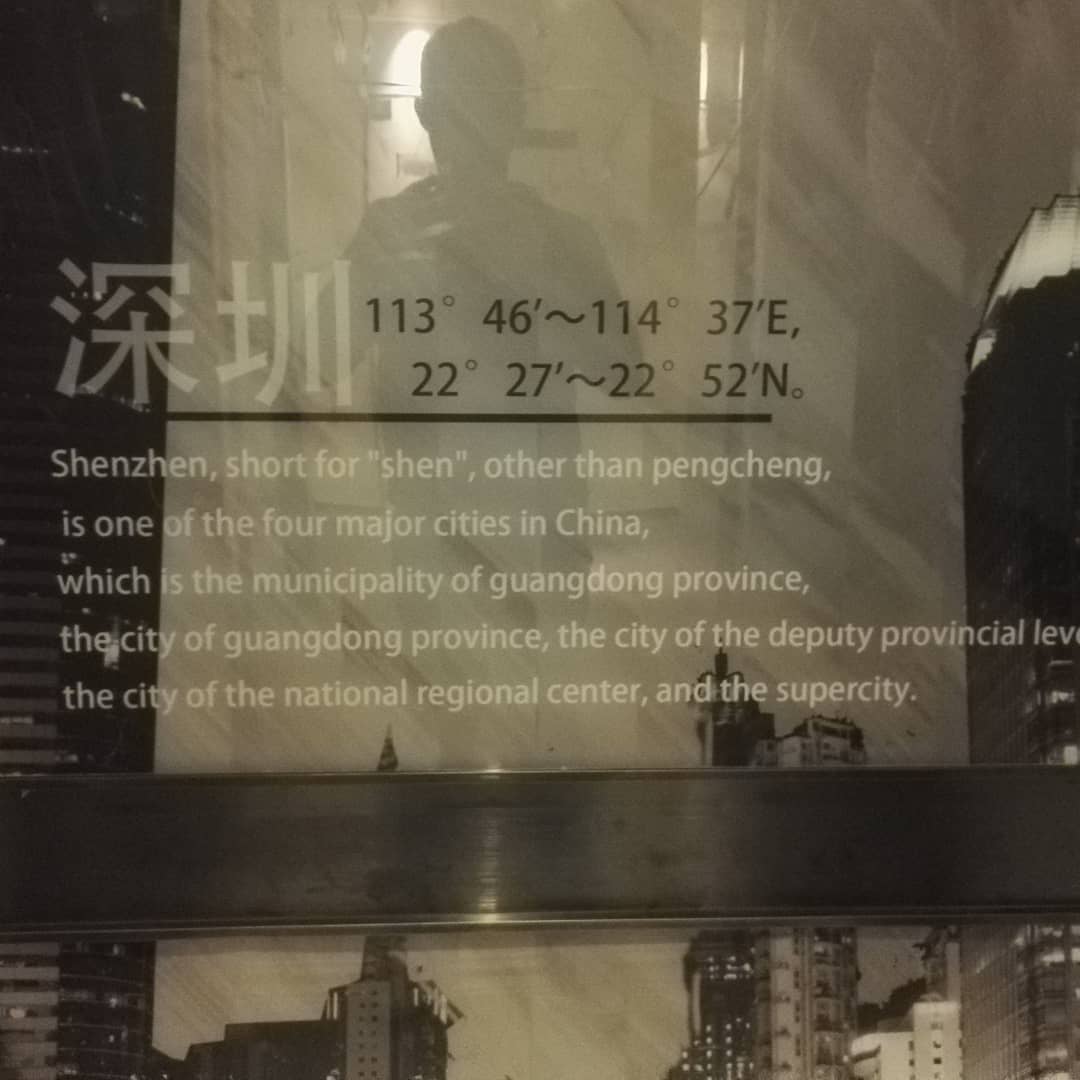 深圳
113° 46′～114° 37′E,
22° 27′～22° 52′N。
Shenzhen, short for "shen", other than pengcheng,
is one of the four major cities in China,
which is the municipality of guangdong province,
the city of guangdong province, the city of the deputy provincial
the city of the national regional center, and the supercity.